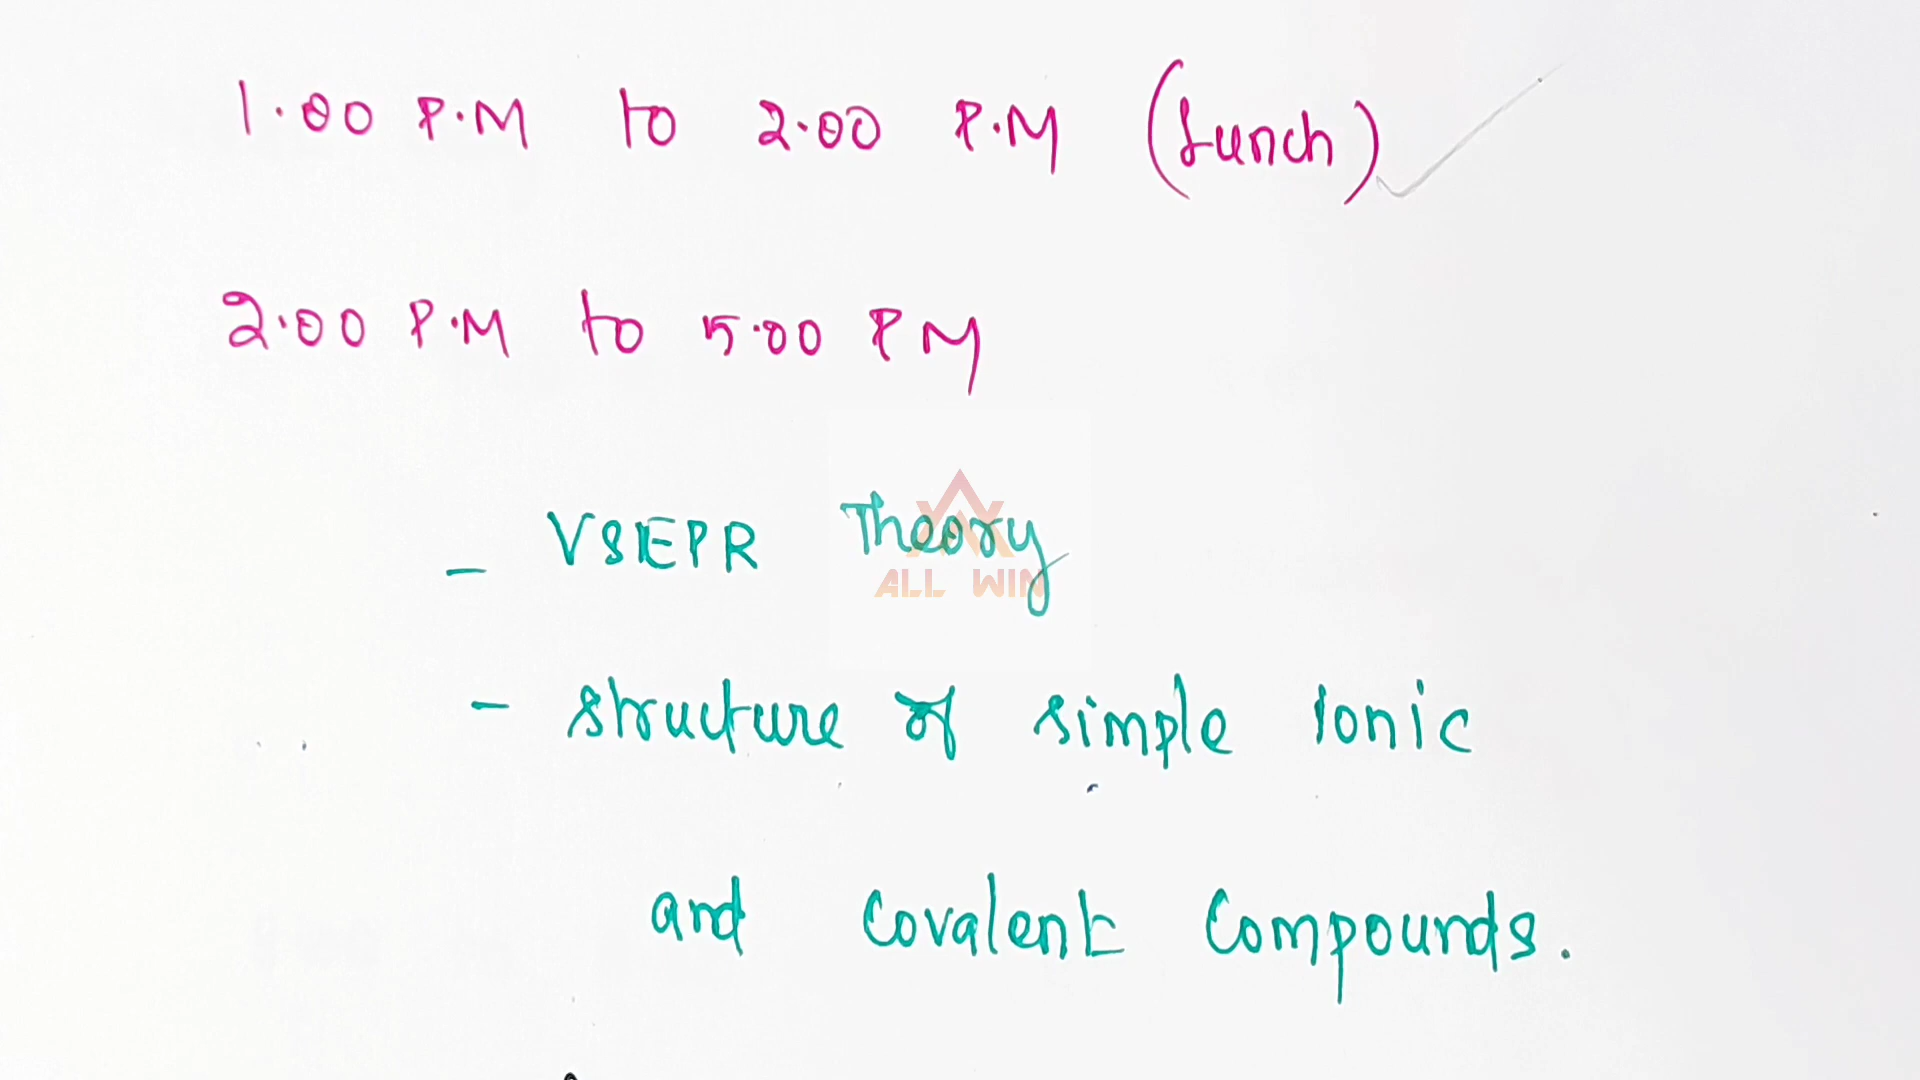 1.00 P.M to 2.00 P.M (Lunch)
2.00 P.M to 5.00 PM
- VSEPR Theory
ALL WIN
- structure of simple Ionic
and Covalent Compounds.